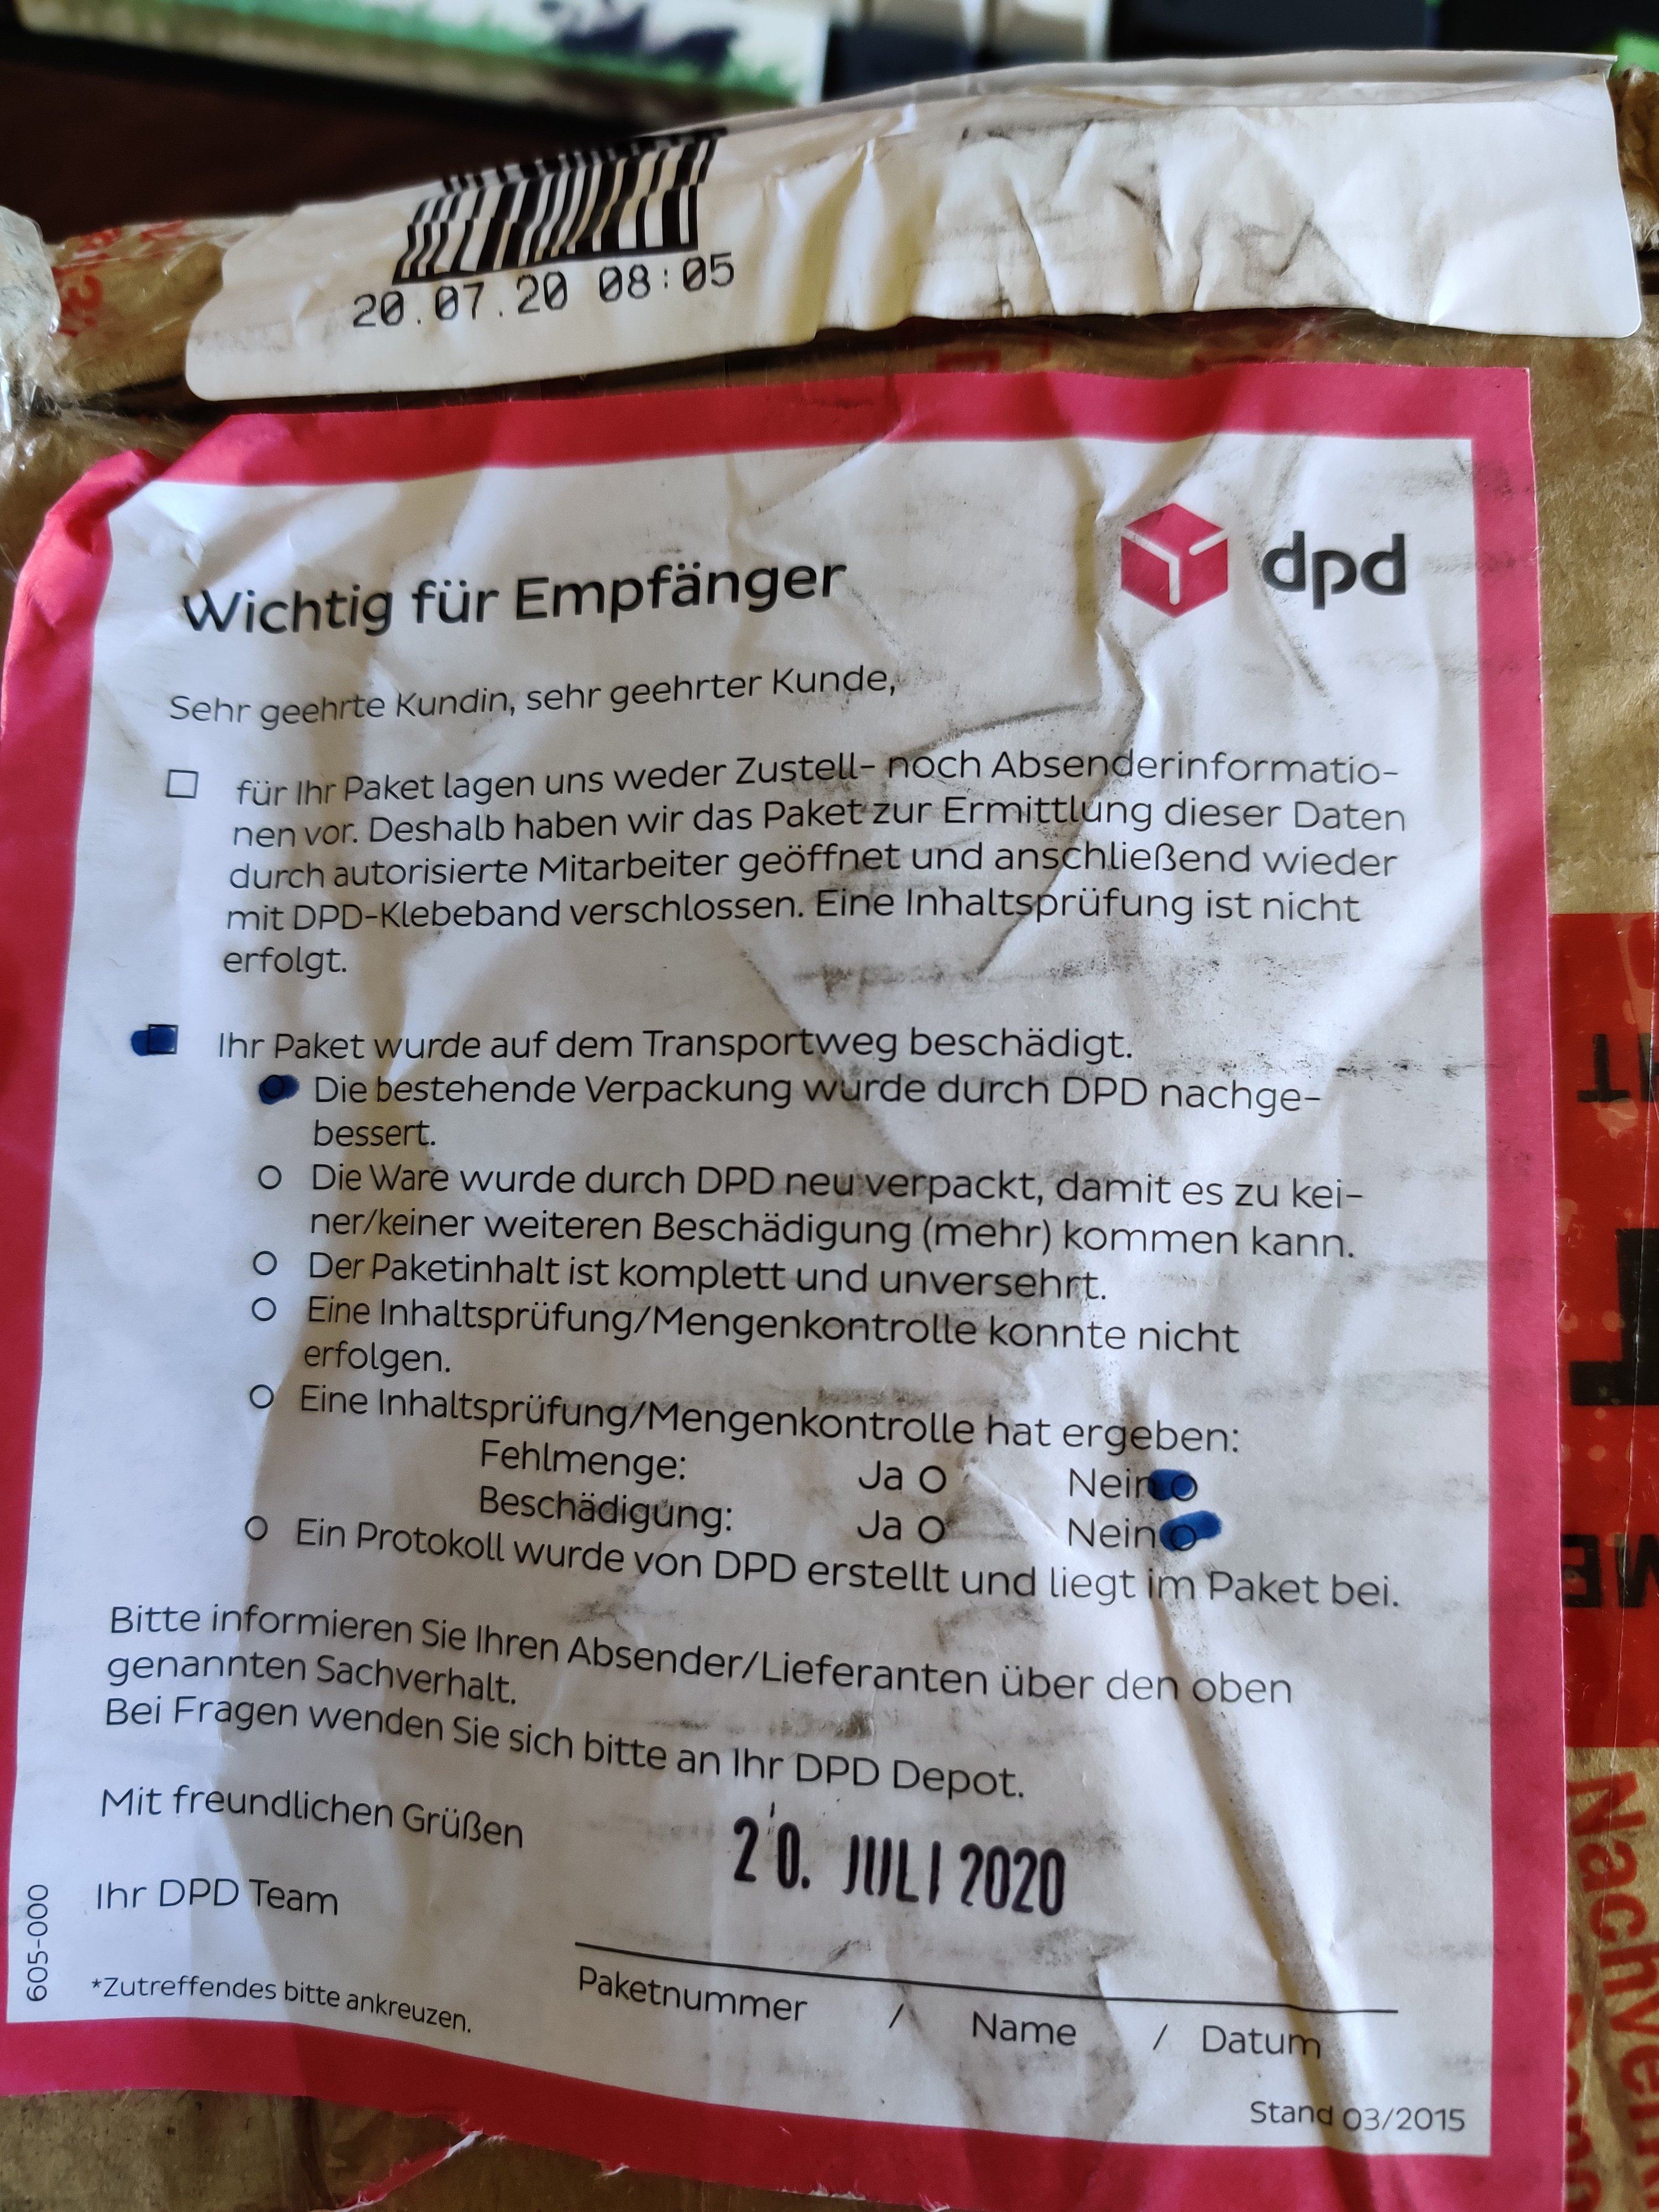 20.07.20 08:05
dpd
Wichtig für Empfänger
Sehr geehrte Kundin, sehr geehrter Kunde,
für Ihr Paket lagen uns weder Zustell- noch Absenderinformatio-
nen vor. Deshalb haben wir das Paket zur Ermittlung dieser Daten
durch autorisierte Mitarbeiter geöffnet und anschließend wieder
mit DPD-Klebeband verschlossen. Eine Inhaltsprüfung ist nicht
erfolgt.
Ihr Paket wurde auf dem Transportweg beschädigt.
Die bestehende Verpackung wurde durch DPD nachge-
bessert.
Die Ware wurde durch DPD neu verpackt, damit es zu kei-
ner/keiner weiteren Beschädigung (mehr) kommen kann.
Der Paketinhalt ist komplett und unversehrt.
Eine Inhaltsprüfung/Mengenkontrolle konnte nicht
erfolgen.
Eine Inhaltsprüfung/Mengenkontrolle hat ergeben:
Fehlmenge: Ja Nein
Beschädigung: Ja Nein
Ein Protokoll wurde von DPD erstellt und liegt im Paket bei.
Bitte informieren Sie Ihren Absender/Lieferanten über den oben
genannten Sachverhalt.
Bei Fragen wenden Sie sich bitte an Ihr DPD Depot.
Mit freundlichen Grüßen
20. JULI 2020
Ihr DPD Team
Paketnummer / Name / Datum
*Zutreffendes bitte ankreuzen.
605-000
Stand 03/2015